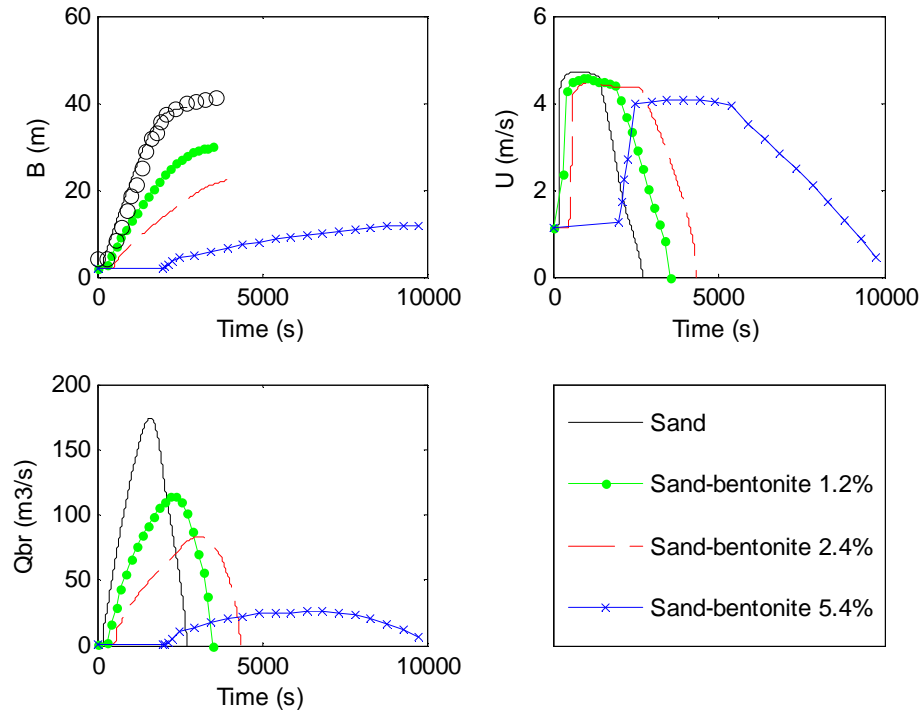 60
40
20
0
B (m)
0
5000
10000
Time (s)
6
4
2
0
U (m/s)
0
5000
10000
Time (s)
200
150
100
50
0
Qbr (m3/s)
0
5000
10000
Time (s)
Sand
Sand-bentonite 1.2%
Sand-bentonite 2.4%
Sand-bentonite 5.4%